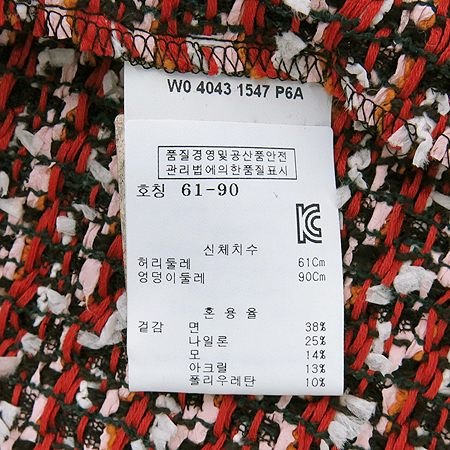 W0 4043 1547 P6A
품질경영및공산품안전
관리법에의한품질표시
호칭 61-90
신체치수
허리둘레 61Cm
엉덩이둘레 90Cm
혼용율
겉감 면 38%
나일론 25%
모 14%
아크릴 13%
폴리우레탄 10%